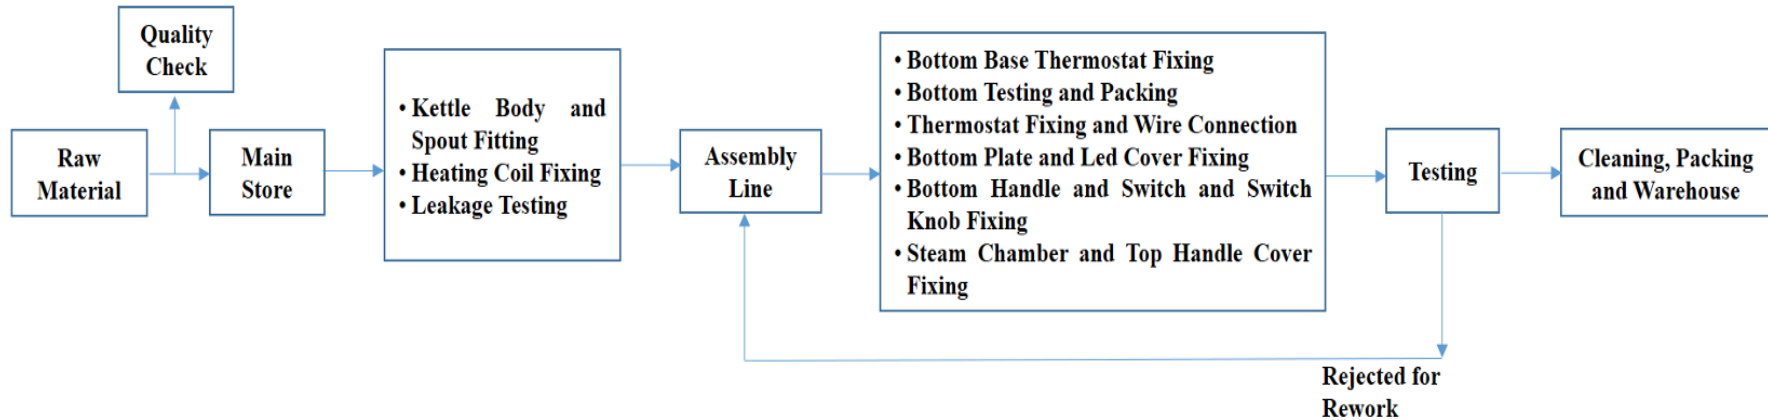 Quality
Check
Raw
Material
Main
Store
• Kettle Body and
Spout Fitting
• Heating Coil Fixing
• Leakage Testing
Assembly
Line
• Bottom Base Thermostat Fixing
• Bottom Testing and Packing
• Thermostat Fixing and Wire Connection
• Bottom Plate and Led Cover Fixing
• Bottom Handle and Switch and Switch
Knob Fixing
• Steam Chamber and Top Handle Cover
Fixing
Testing
Cleaning, Packing
and Warehouse
Rejected for
Rework